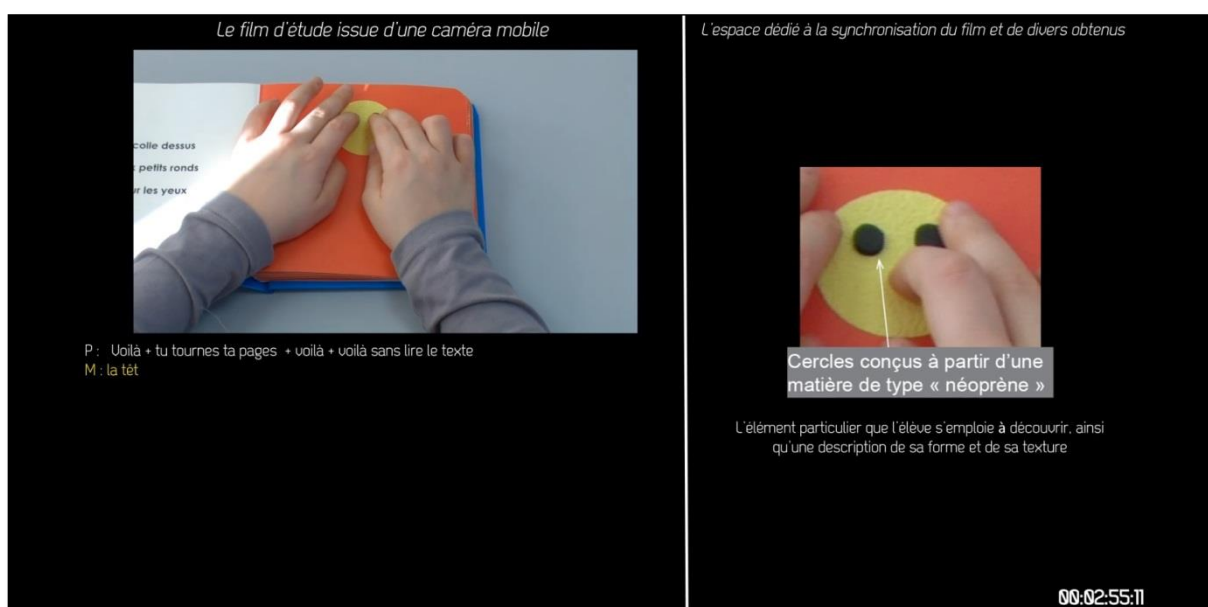 Le film d'étude issue d'une caméra mobile
colle dessus
petits ronds
ur les yeux
P : Voilà + tu tournes ta pages + voilà + voilà sans lire le texte
M : la têt
L'espace dédié à la synchronisation du film et de divers obtenus
Cercles conçus à partir d'une
matière de type « néoprène »
L'élément particulier que l'élève s'emploie à découvrir, ainsi
qu'une description de sa forme et de sa texture
00:02:55:11